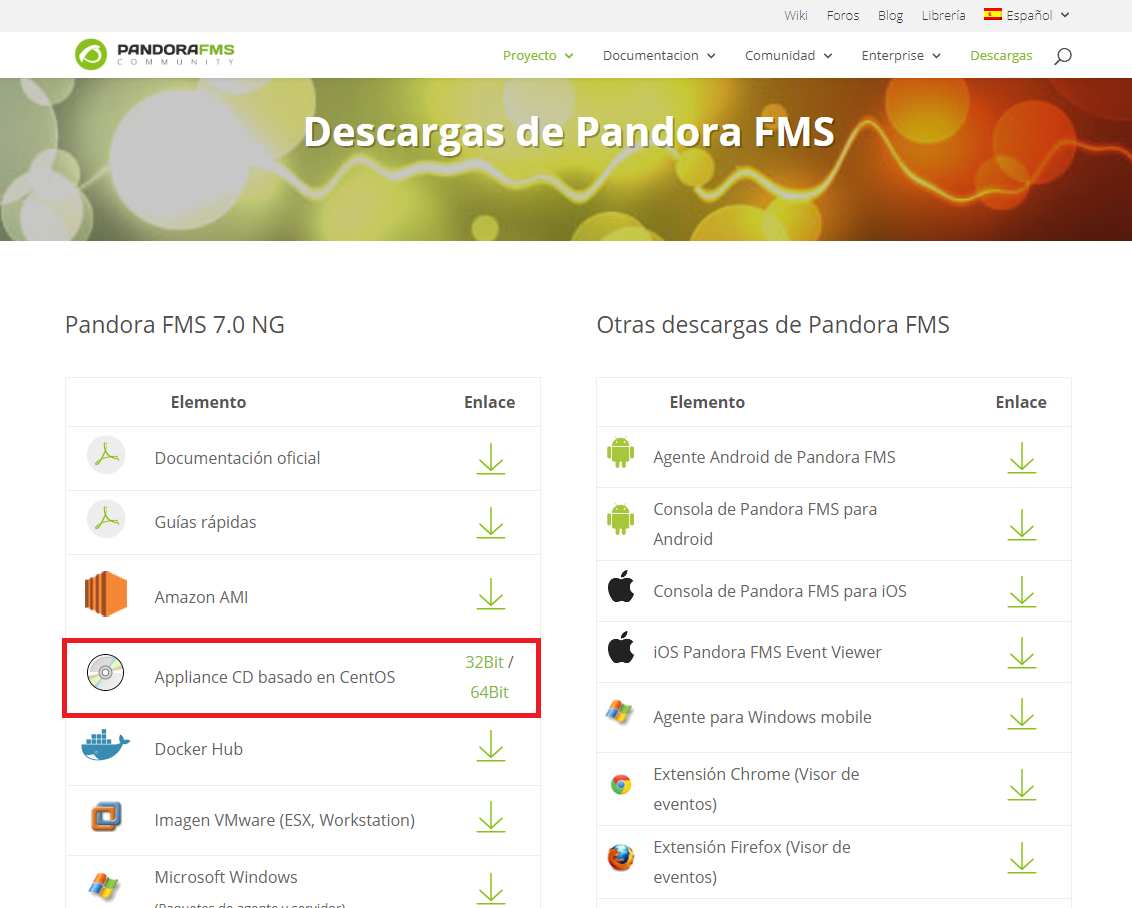 Wiki Foros Blog Librería Español
PANDORAFMS
COMMUNITY
Proyecto Documentacion Comunidad Enterprise Descargas
Descargas de Pandora FMS
Pandora FMS 7.0 NG
Elemento Enlace
Documentación oficial
Guías rápidas
Amazon AMI
Appliance CD basado en CentOS 32Bit /
64Bit
Docker Hub
Imagen VMware (ESX, Workstation)
Microsoft Windows
(Paquetes de agente y servidor)
Otras descargas de Pandora FMS
Elemento Enlace
Agente Android de Pandora FMS
Consola de Pandora FMS para
Android
Consola de Pandora FMS para iOS
iOS Pandora FMS Event Viewer
Agente para Windows mobile
Extensión Chrome (Visor de
eventos)
Extensión Firefox (Visor de
eventos)